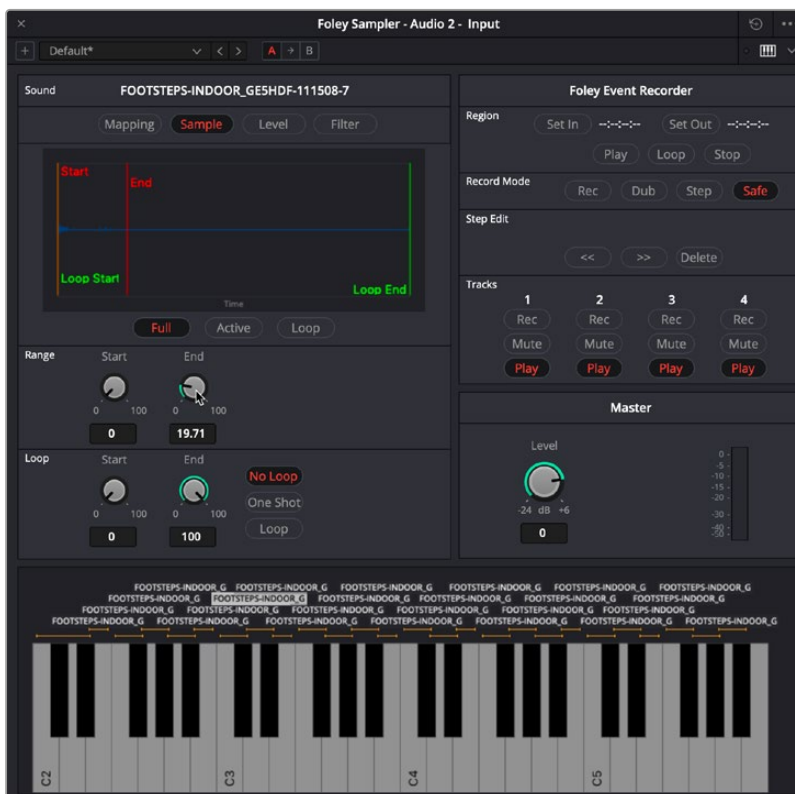 Foley Sampler - Audio 2 - Input
Default* A B
Sound FOOTSTEPS-INDOOR_GE5HDF-111508-7
Mapping Sample Level Filter
Start
End
Loop Start
Loop End
Time
Full Active Loop
Range Start End
0 100 0 100
0 19.71
Loop Start End
No Loop
One Shot
0 100 0 100
Loop
0 100
Foley Event Recorder
Region Set In --:--:-- Set Out --:--:--
Play Loop Stop
Record Mode Rec Dub Step Safe
Step Edit
<< >> Delete
Tracks
1 2 3 4
Rec Rec Rec Rec
Mute Mute Mute Mute
Play Play Play Play
Master
Level
-24 dB +6
0
0
-5
-10
-15
-20
-30
-40
-50
FOOTSTEPS-INDOOR_G FOOTSTEPS-INDOOR_G FOOTSTEPS-INDOOR_G FOOTSTEPS-INDOOR_G FOOTSTEPS-INDOOR_G FOOTSTEPS-INDOOR_G
FOOTSTEPS-INDOOR_G FOOTSTEPS-INDOOR_G FOOTSTEPS-INDOOR_G FOOTSTEPS-INDOOR_G FOOTSTEPS-INDOOR_G FOOTSTEPS-INDOOR_G
FOOTSTEPS-INDOOR_G FOOTSTEPS-INDOOR_G FOOTSTEPS-INDOOR_G FOOTSTEPS-INDOOR_G FOOTSTEPS-INDOOR_G FOOTSTEPS-INDOOR_G
FOOTSTEPS-INDOOR_G FOOTSTEPS-INDOOR_G FOOTSTEPS-INDOOR_G FOOTSTEPS-INDOOR_G FOOTSTEPS-INDOOR_G FOOTSTEPS-INDOOR_G FOOTSTEPS-INDOOR_G
C2 C3 C4 C5